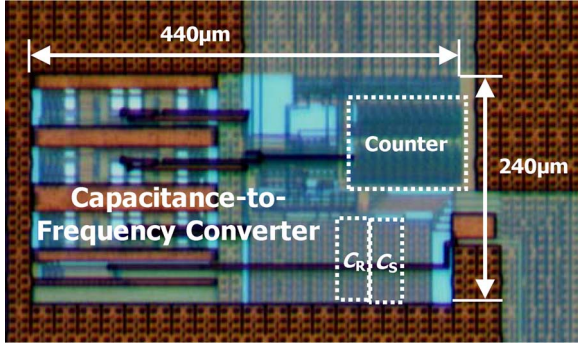 440µm
Counter
240µm
Capacitance-to-
Frequency Converter
CR CS